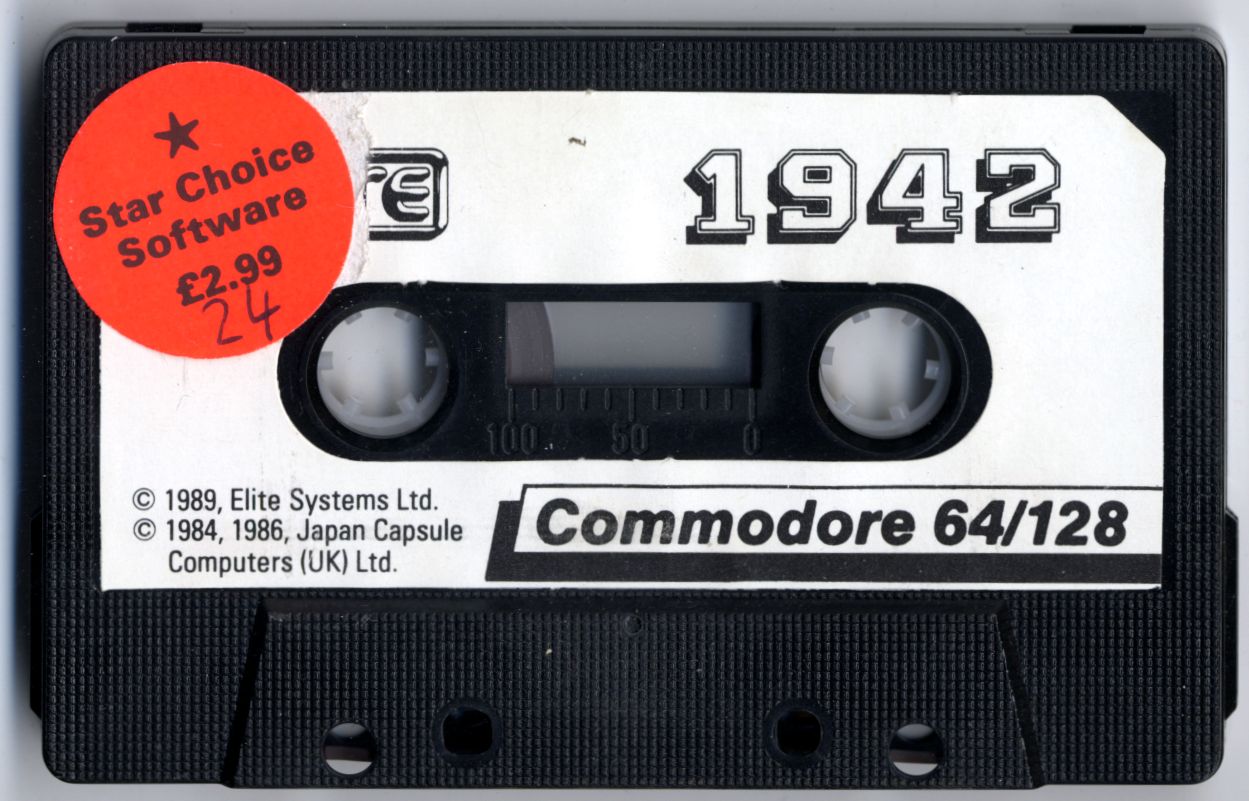 ★
Star Choice
Software
£2.99
24
1942
100 50 0
© 1989, Elite Systems Ltd.
© 1984, 1986, Japan Capsule
Computers (UK) Ltd.
Commodore 64/128